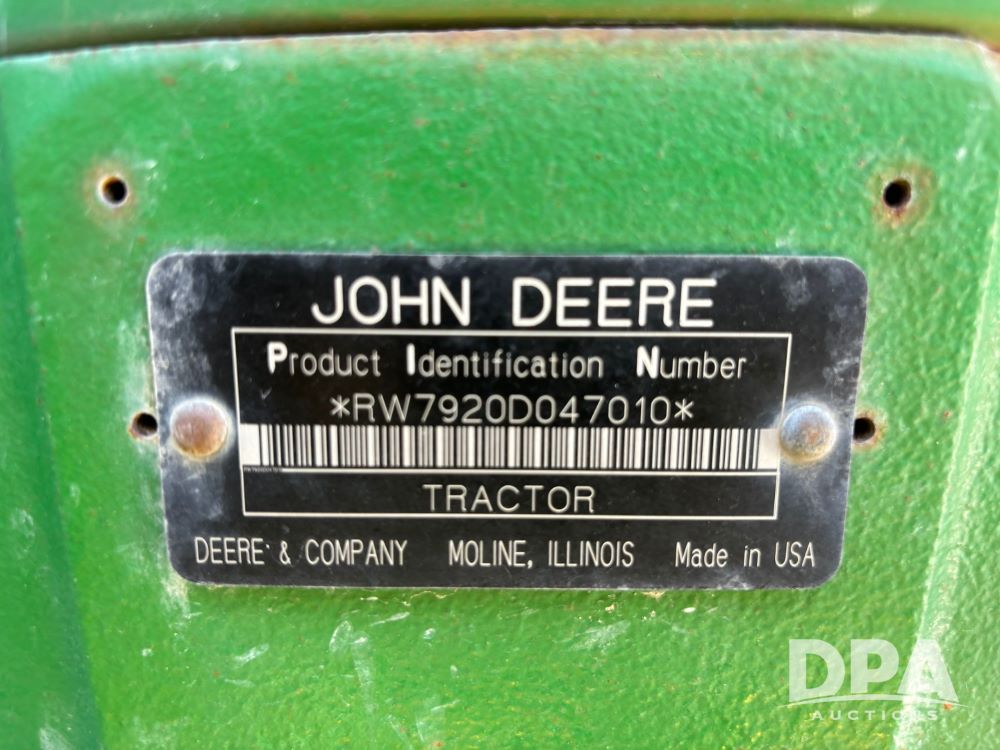 JOHN DEERE
Product Identification Number
*RW7920D047010*
TRACTOR
DEERE & COMPANY MOLINE, ILLINOIS Made in USA
DPA
AUCTIONS